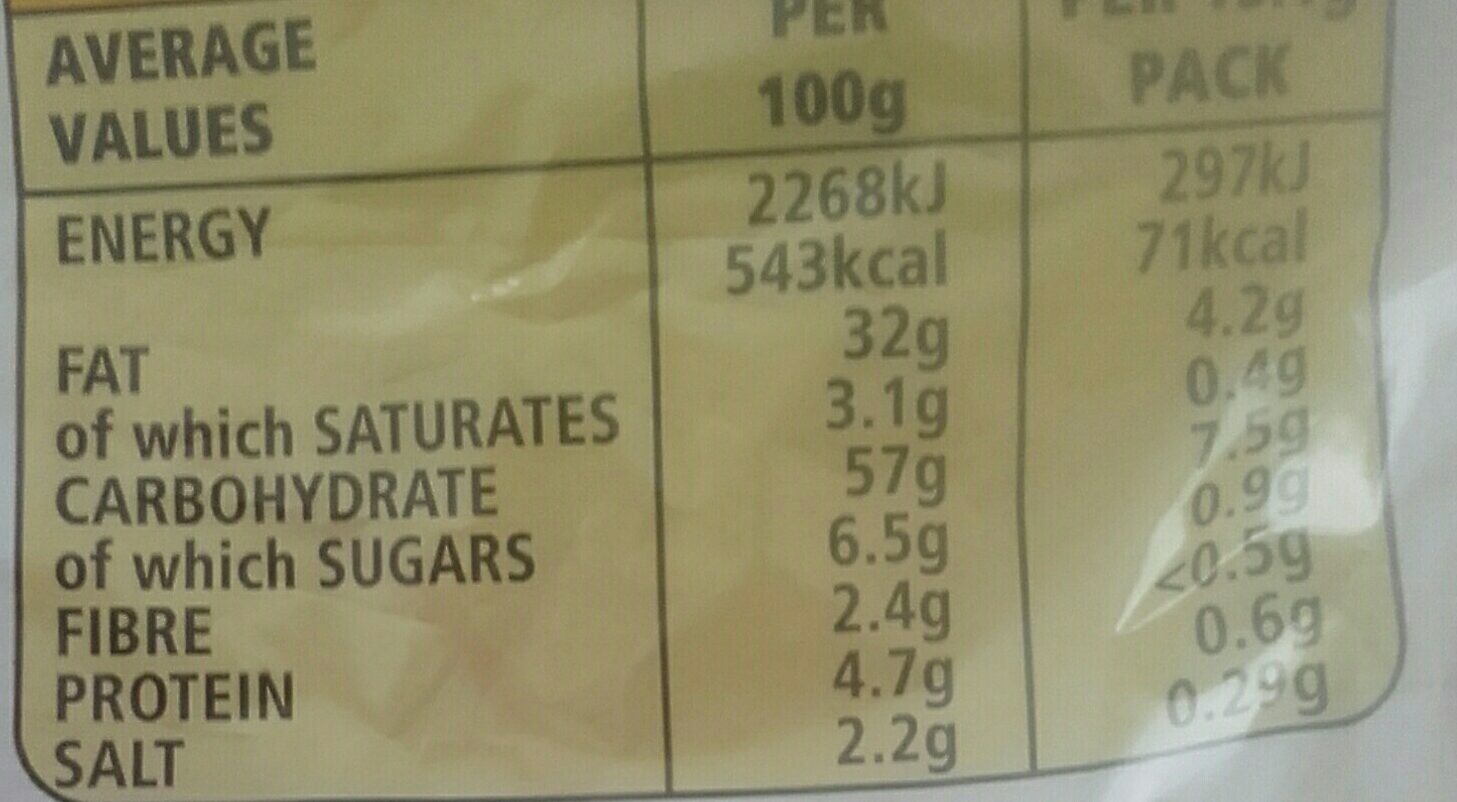 AVERAGE VALUES PER 100g PER PACK
ENERGY 2268kJ 297kJ
543kcal 71kcal
FAT 32g 4.2g
of which SATURATES 3.1g 0.4g
CARBOHYDRATE 57g 7.5g
of which SUGARS 6.5g 0.9g
FIBRE 2.4g <0.5g
PROTEIN 4.7g 0.6g
SALT 2.2g 0.29g